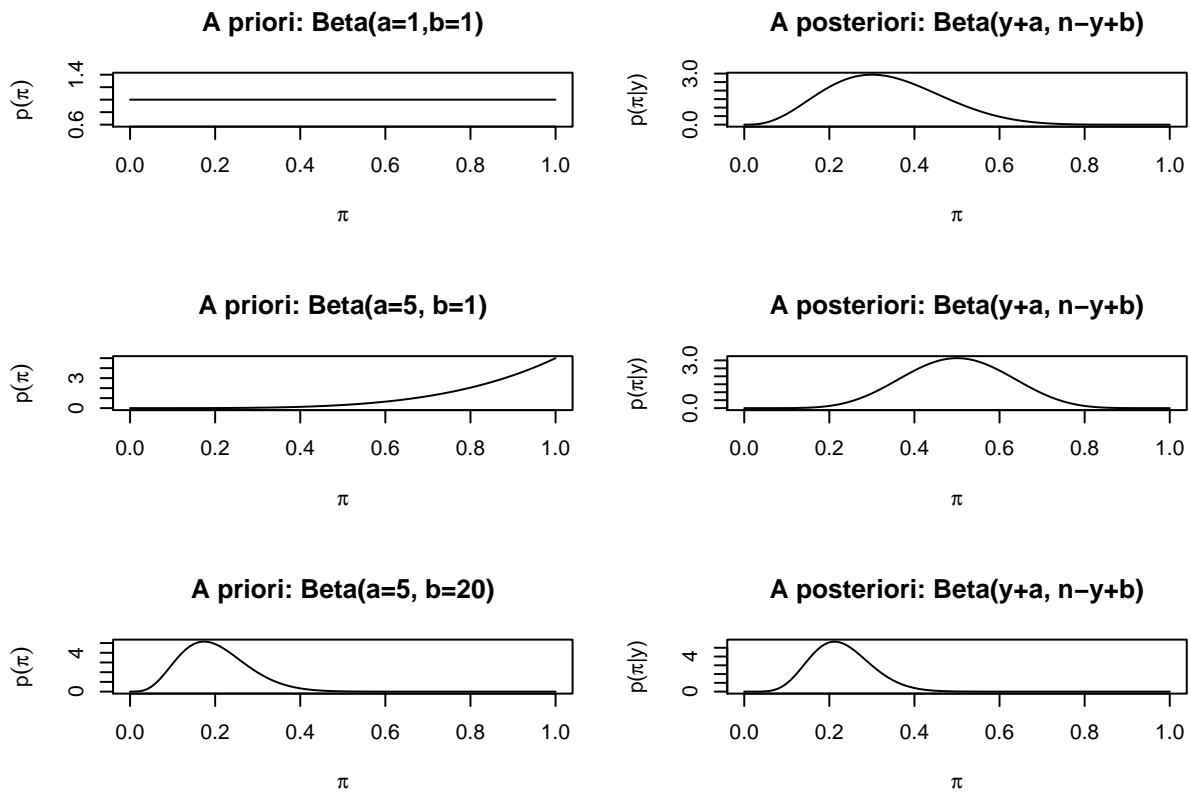 A priori: Beta(a=1,b=1)
p(π)
0.6 1.4
0.0 0.2 0.4 0.6 0.8 1.0
π
A posteriori: Beta(y+a, n−y+b)
p(π|y)
0.0 3.0
0.0 0.2 0.4 0.6 0.8 1.0
π
A priori: Beta(a=5, b=1)
p(π)
0 3
0.0 0.2 0.4 0.6 0.8 1.0
π
A posteriori: Beta(y+a, n−y+b)
p(π|y)
0.0 3.0
0.0 0.2 0.4 0.6 0.8 1.0
π
A priori: Beta(a=5, b=20)
p(π)
0 4
0.0 0.2 0.4 0.6 0.8 1.0
π
A posteriori: Beta(y+a, n−y+b)
p(π|y)
0 4
0.0 0.2 0.4 0.6 0.8 1.0
π